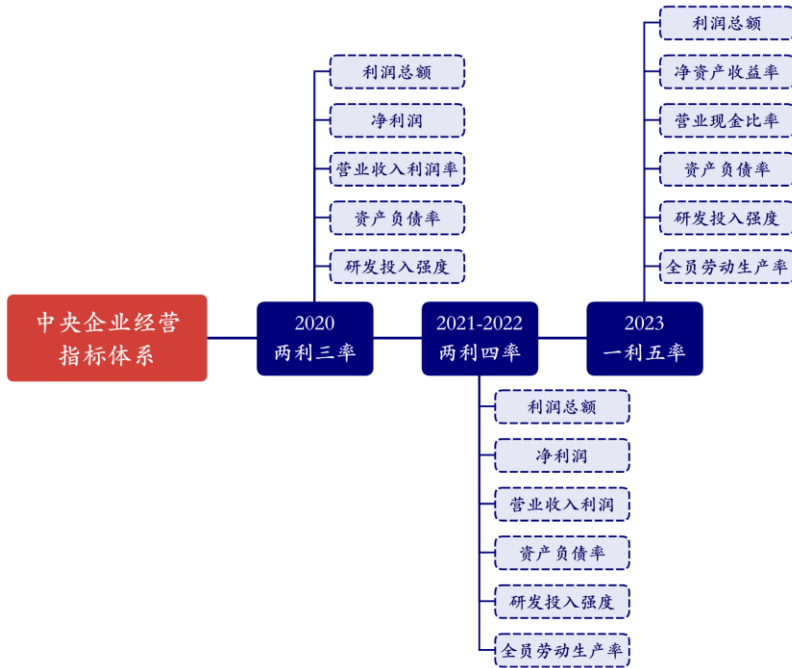 中央企业经营
指标体系
2020
两利三率
利润总额
净利润
营业收入利润率
资产负债率
研发投入强度
2021-2022
两利四率
利润总额
净利润
营业收入利润
资产负债率
研发投入强度
全员劳动生产率
2023
一利五率
利润总额
净资产收益率
营业现金比率
资产负债率
研发投入强度
全员劳动生产率